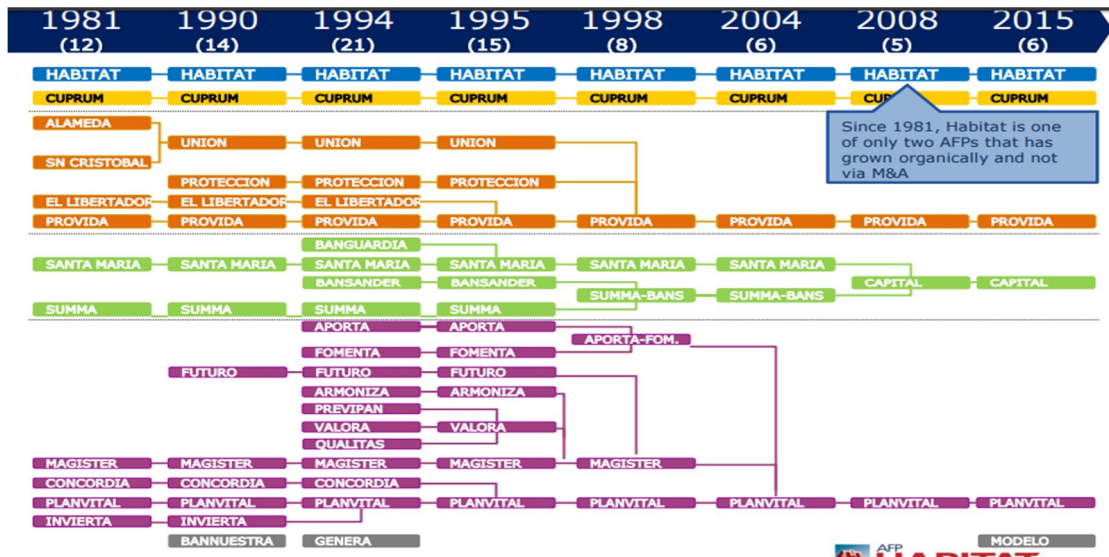 1981 1990 1994 1995 1998 2004 2008 2015
(12) (14) (21) (15) (8) (6) (5) (6)
HABITAT HABITAT HABITAT HABITAT HABITAT HABITAT HABITAT HABITAT
CUPRUM CUPRUM CUPRUM CUPRUM CUPRUM CUPRUM CUPRUM CUPRUM
Since 1981, Habitat is one
of only two AFPs that has
grown organically and not
via M&A
ALAMEDA
UNION UNION UNION
SN CRISTOBAL
PROTECCION PROTECCION PROTECCION
EL LIBERTADOR EL LIBERTADOR EL LIBERTADOR
PROVIDA PROVIDA PROVIDA PROVIDA PROVIDA PROVIDA PROVIDA PROVIDA
BANGUARDIA
SANTA MARIA SANTA MARIA SANTA MARIA SANTA MARIA SANTA MARIA SANTA MARIA
BANSANDER BANSANDER CAPITAL CAPITAL
SUMMA-BANS SUMMA-BANS
SUMMA SUMMA SUMMA SUMMA
APORTA APORTA
APORTA-FOM.
FOMENTA FOMENTA
FUTURO FUTURO FUTURO
ARMONIZA ARMONIZA
PREVIPAN
VALORA VALORA
QUALITAS
MAGISTER MAGISTER MAGISTER MAGISTER MAGISTER
CONCORDIA CONCORDIA CONCORDIA
PLANVITAL PLANVITAL PLANVITAL PLANVITAL PLANVITAL PLANVITAL PLANVITAL PLANVITAL
INVIERTA INVIERTA
BANNUESTRA GENERA MODELO
AFP
HABITAT